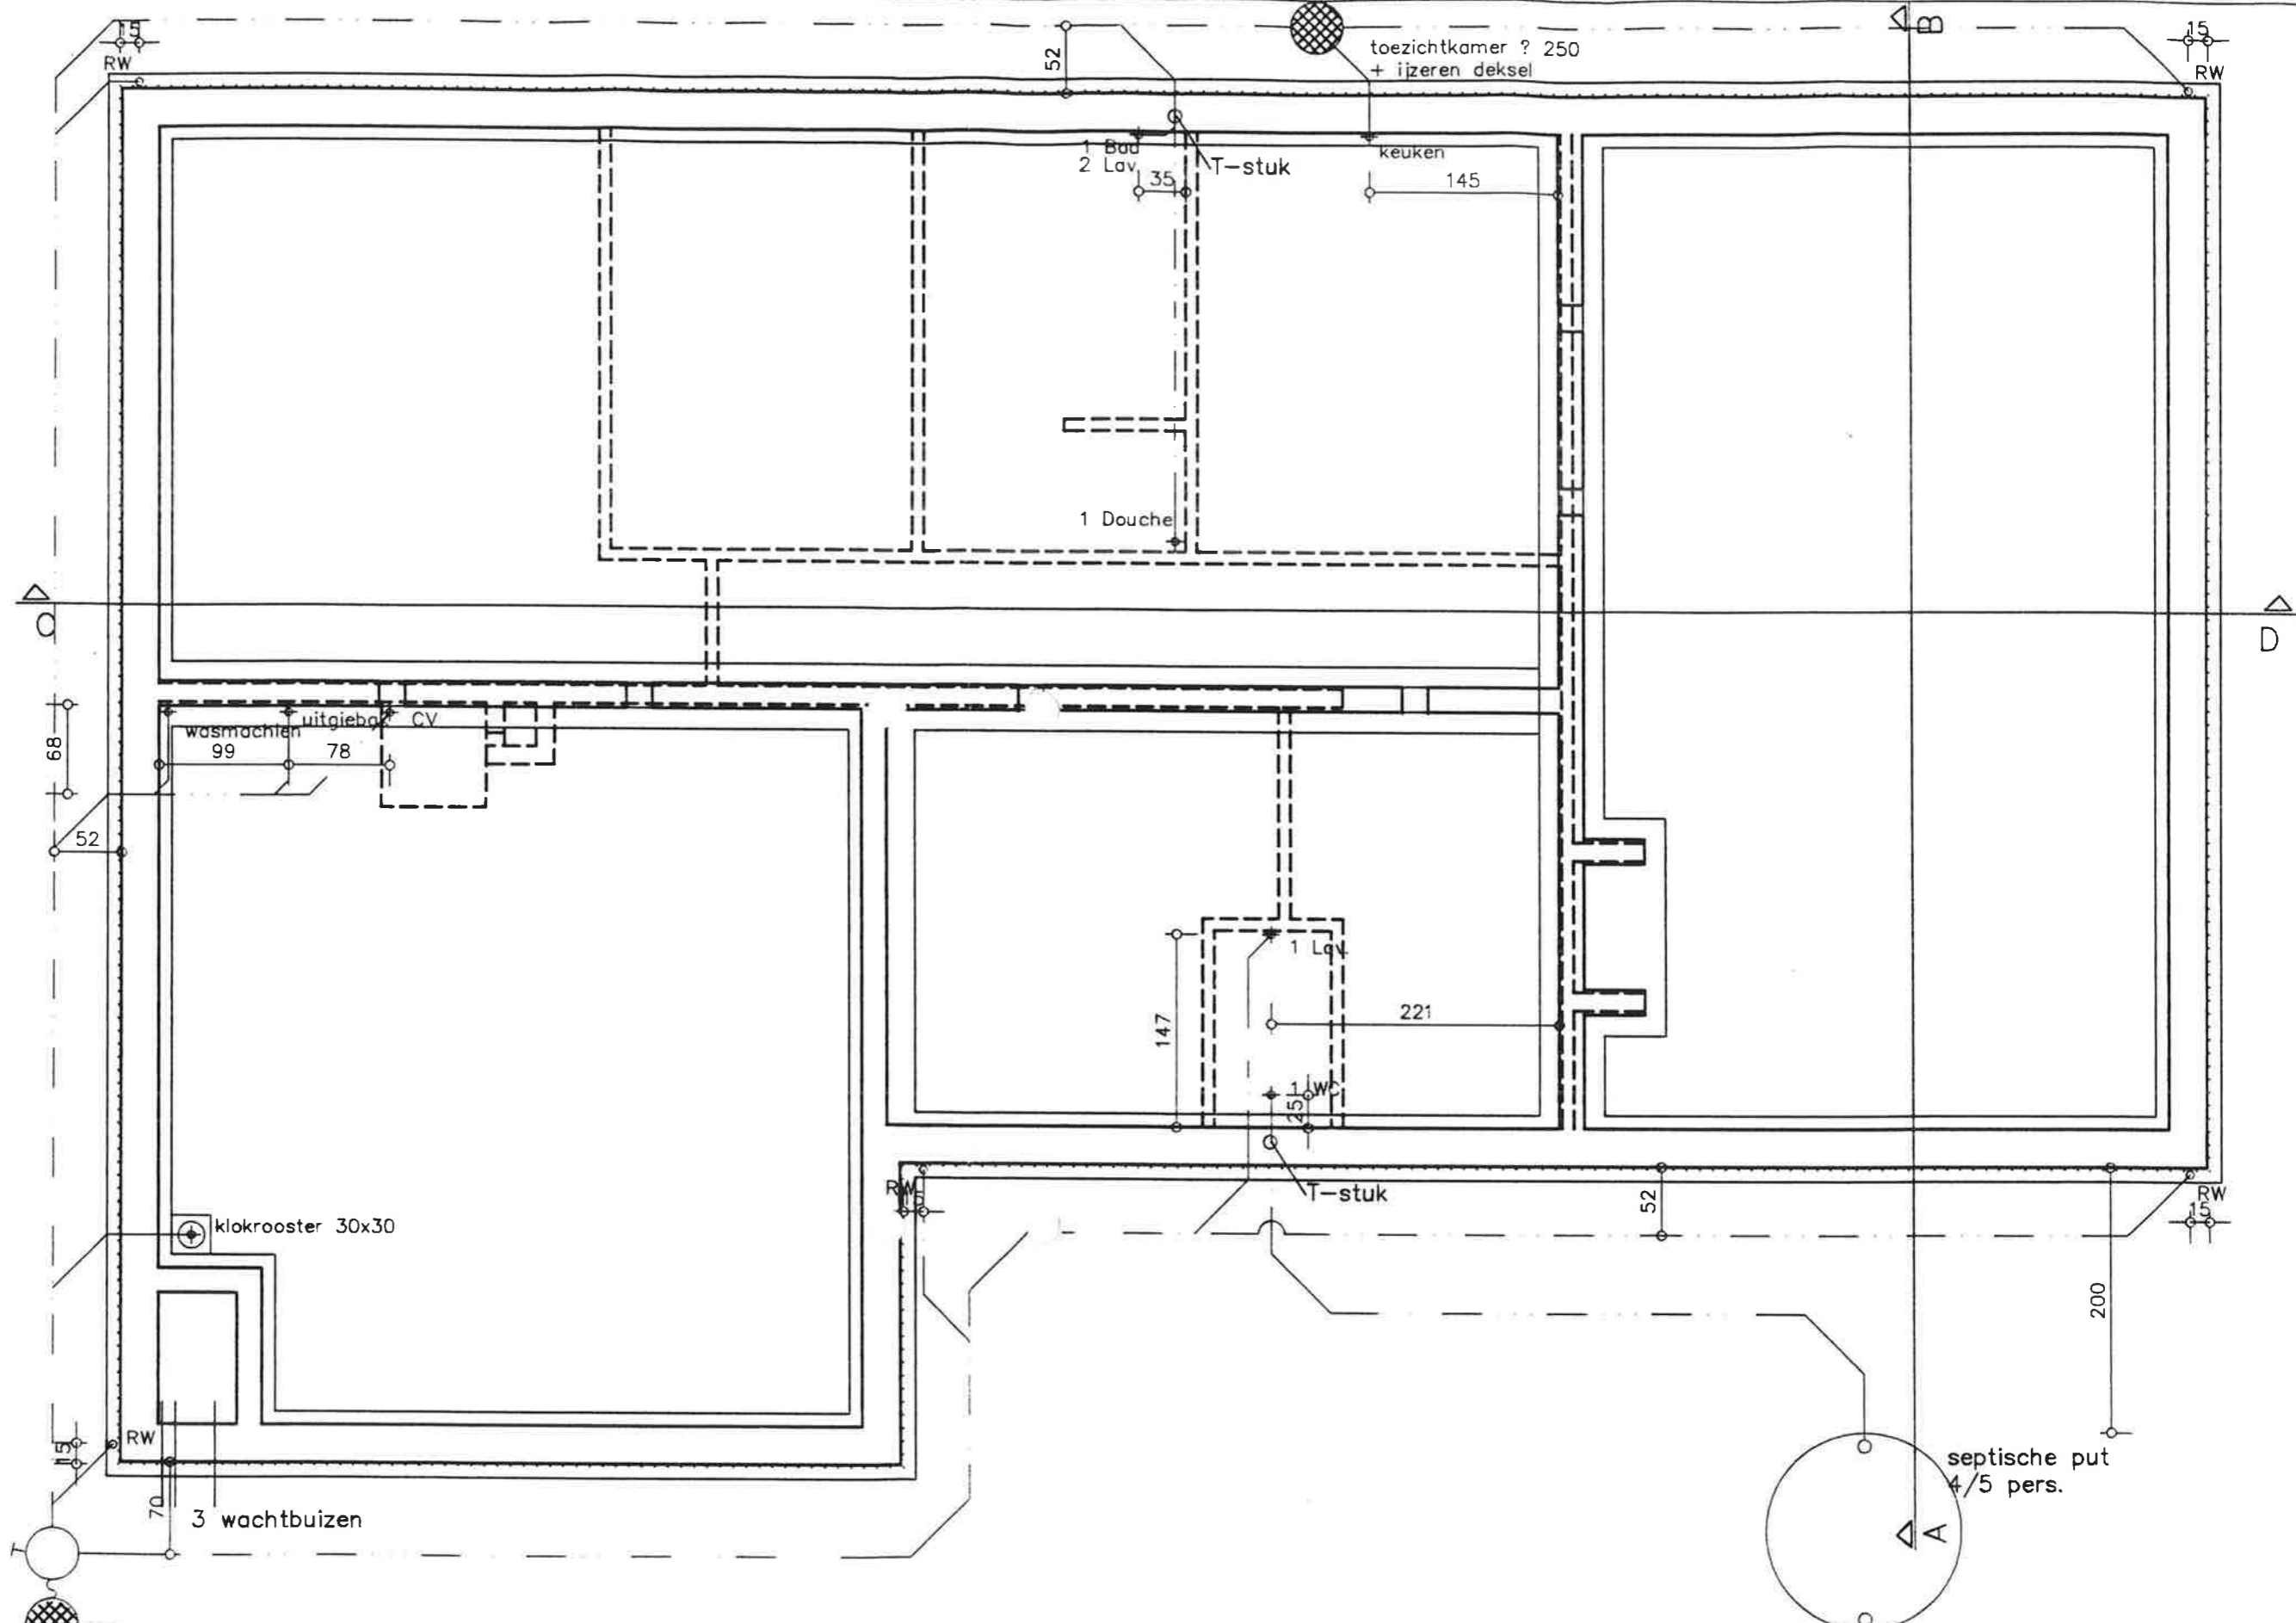 15
RW
52
toezichtkamer ? 250
+ ijzeren deksel
B
15
RW
1 Bad
2 Lav.
35
T-stuk
keuken
145
1 Douche
C
D
68
wasmachien
uitgiebak
CV
99
78
52
1 Lav.
147
221
1 WC
25
RW
15
T-stuk
52
RW
15
200
klokrooster 30x30
15
RW
70
3 wachtbuizen
T
septische put
4/5 pers.
A